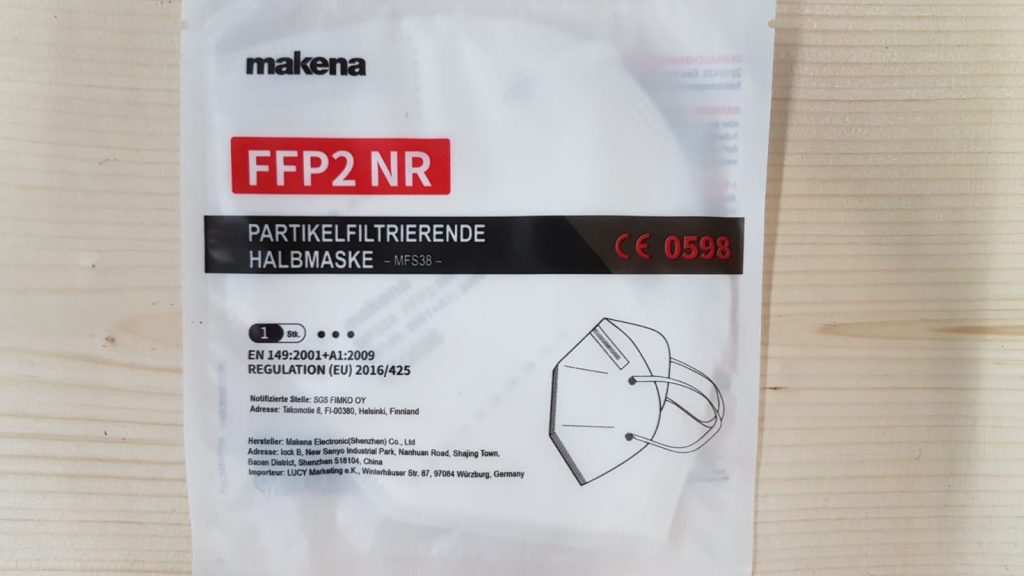 makena
FFP2 NR
PARTIKELFILTRIERENDE
HALBMASKE – MFS38 –
CE 0598
1 Stk.
EN 149:2001+A1:2009
REGULATION (EU) 2016/425
Notifizierte Stelle: SGS FIMKO OY
Adresse: Takomotie 8, FI-00380, Helsinki, Finnland
Hersteller: Makena Electronic(Shenzhen) Co., Ltd
Adresse: lock B, New Sanyo Industrial Park, Nanhuan Road, Shajing Town,
Baoan District, Shenzhen 518104, China
Importeur: LUCY Marketing e.K., Winterhäuser Str. 87, 97084 Würzburg, Germany